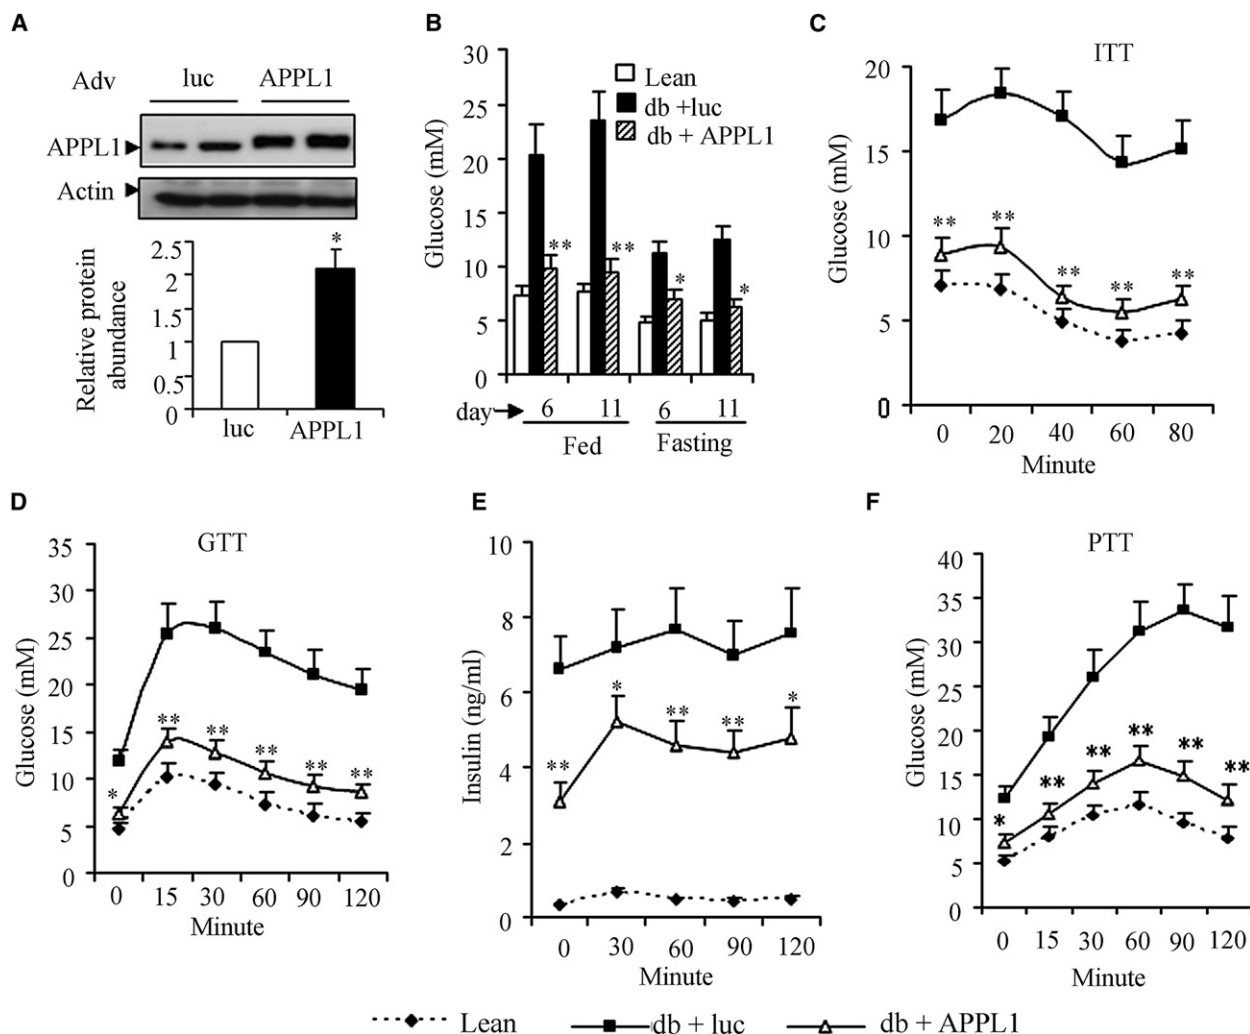 A
Adv luc APPL1
APPL1
Actin
Relative protein
abundance
2.5
2
1.5
1
0.5
0
*
luc APPL1
B
Glucose (mM)
30
25
20
15
10
5
0
Lean
db +luc
db + APPL1
** ** * *
day 6 11 6 11
Fed Fasting
C
ITT
Glucose (mM)
20
15
10
5
0
** ** ** ** **
0 20 40 60 80
Minute
D
GTT
Glucose (mM)
35
30
25
20
15
10
5
0
* ** ** ** ** **
0 15 30 60 90 120
Minute
E
Insulin (ng/ml)
10
8
6
4
2
0
** * ** ** *
0 30 60 90 120
Minute
F
PTT
Glucose (mM)
40
35
30
25
20
15
10
5
0
* ** ** ** ** **
0 15 30 60 90 120
Minute
Lean db + luc db + APPL1